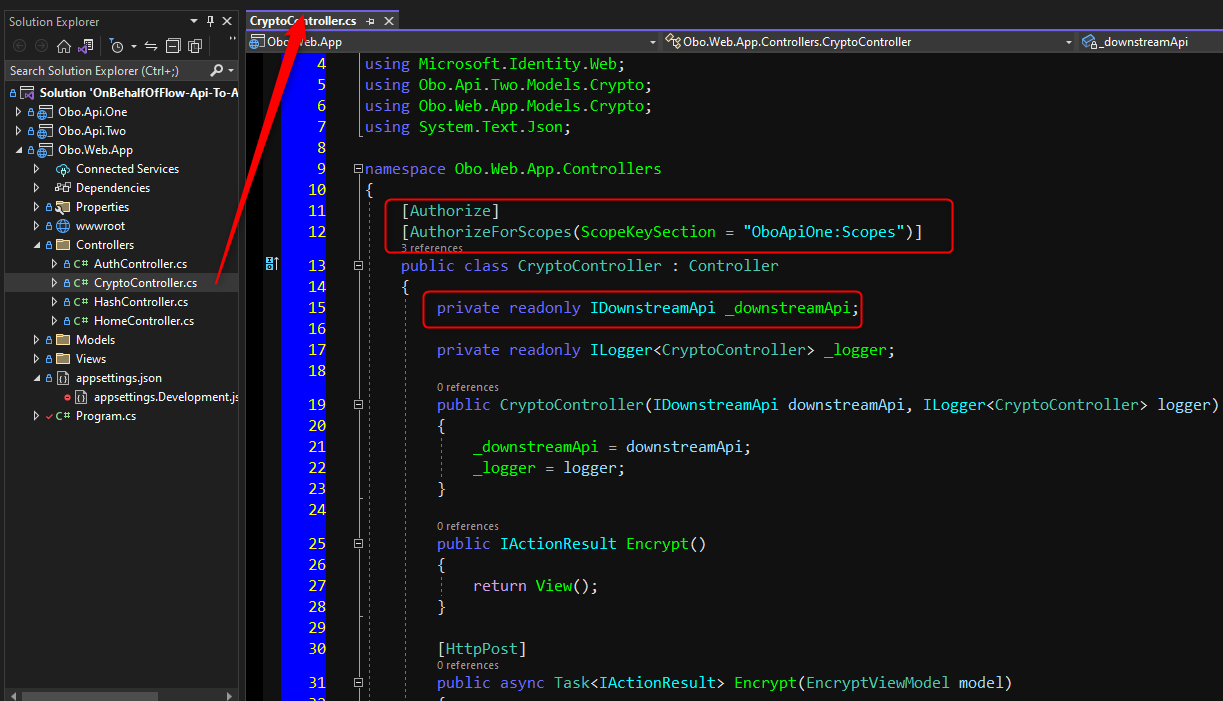 Solution Explorer
Search Solution Explorer (Ctrl+;)
Solution 'OnBehalfOfFlow-Api-To-A
Obo.Api.One
Obo.Api.Two
Obo.Web.App
Connected Services
Dependencies
Properties
wwwroot
Controllers
C# AuthController.cs
C# CryptoController.cs
C# HashController.cs
C# HomeController.cs
Models
Views
appsettings.json
appsettings.Development.js
C# Program.cs
CryptoController.cs
Obo.Web.App
Obo.Web.App.Controllers.CryptoController
_downstreamApi
4 using Microsoft.Identity.Web;
5 using Obo.Api.Two.Models.Crypto;
6 using Obo.Web.App.Models.Crypto;
7 using System.Text.Json;
8
9 namespace Obo.Web.App.Controllers
10 {
11 [Authorize]
12 [AuthorizeForScopes(ScopeKeySection = "OboApiOne:Scopes")]
3 references
13 public class CryptoController : Controller
14 {
15 private readonly IDownstreamApi _downstreamApi;
16
17 private readonly ILogger<CryptoController> _logger;
18
0 references
19 public CryptoController(IDownstreamApi downstreamApi, ILogger<CryptoController> logger)
20 {
21 _downstreamApi = downstreamApi;
22 _logger = logger;
23 }
24
0 references
25 public IActionResult Encrypt()
26 {
27 return View();
28 }
29
30 [HttpPost]
0 references
31 public async Task<IActionResult> Encrypt(EncryptViewModel model)